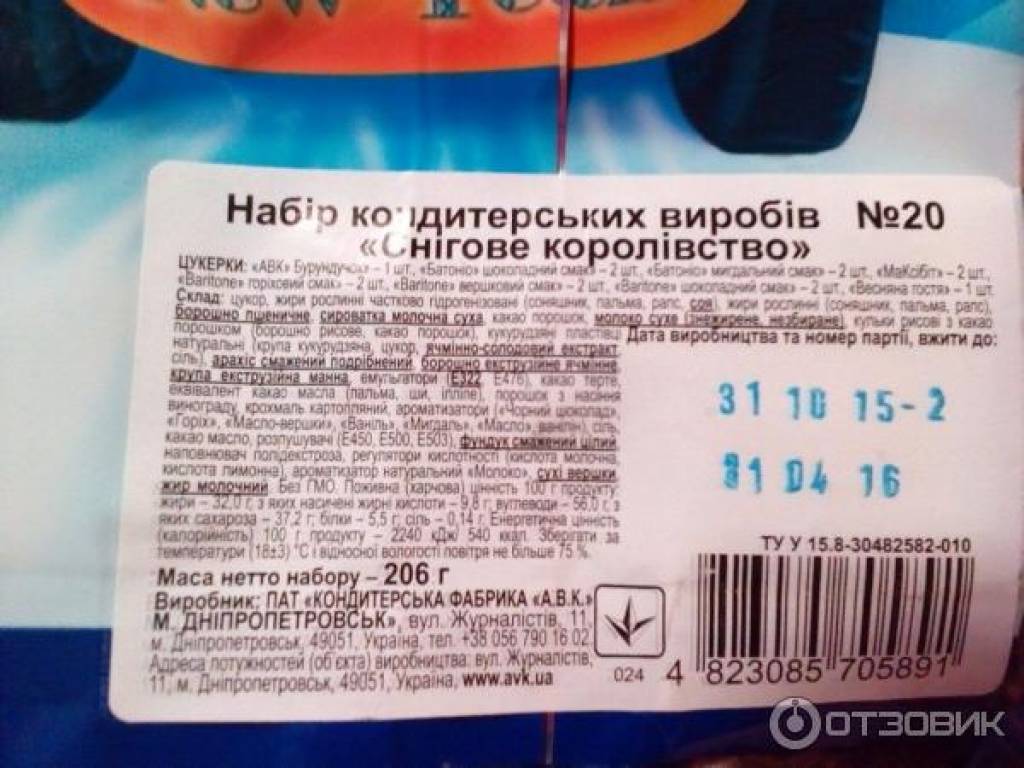 New Year
Набір кондитерських виробів №20
«Снігове королівство»
ЦУКЕРКИ: «АВК» Бурундучок» – 1 шт., «Батоніо» шоколадний смак» – 2 шт., «Батоніо» мигдальний смак» – 2 шт., «МаКсіБіт» – 2 шт.,
«Baritone» горіховий смак» – 2 шт., «Baritone» вершковий смак» – 2 шт., «Baritone» шоколадний смак» – 2 шт., «Весняна гостя» – 1 шт.
Склад: цукор, жири рослинні частково гідрогенізовані (соняшник, пальма, рапс, соя), жири рослинні (соняшник, пальма, рапс),
борошно пшеничне, сироватка молочна суха, какао порошок, молоко сухе (знежирене, незбиране), кульки рисові з какао
порошком (борошно рисове, какао порошок), кукурудзяні пластівці
натуральні (крупа кукурудзяна, цукор, ячмінно-солодовий екстракт,
сіль), арахіс смажений подрібнений, борошно екструзійне ячмінне,
крупа екструзійна манна, емульгатори (Е322, Е476), какао терте,
еквівалент какао масла (пальма, ши, іпліпе), порошок з насіння
винограду, крохмаль картопляний, ароматизатори («Чорний шоколад»,
«Горіх», «Масло-вершки», «Ваніль», «Мигдаль», «Масло», ванілін), сіль,
какао масло, розпушувачі (Е450, Е500, Е503), фундук смажений цілий,
наповнювач полідекстроза, регулятори кислотності (кислота молочна,
кислота лимонна), ароматизатор натуральний «Молоко», сухі вершки,
жир молочний. Без ГМО. Поживна (харчова) цінність 100 г продукту:
жири – 32,0 г, з яких насичені жирні кислоти – 9,8 г; вуглеводи – 56,0 г, з
яких сахароза – 37,2 г; білки – 5,5 г; сіль – 0,14 г. Енергетична цінність
(калорійність) 100 г продукту – 2240 кДж/ 540 ккал. Зберігати за
температури (18±3) °С і відносної вологості повітря не більше 75 %.
Дата виробництва та номер партії, вжити до:
31 10 15-2
31 04 16
ТУ У 15.8-30482582-010
Маса нетто набору – 206 г
Виробник: ПАТ «КОНДИТЕРСЬКА ФАБРИКА «А.В.К.»
М. ДНІПРОПЕТРОВСЬК», вул. Журналістів, 11,
м. Дніпропетровськ, 49051, Україна, тел. +38 056 790 16 02.
Адреса потужностей (об'єкта) виробництва: вул. Журналістів,
11, м. Дніпропетровськ, 49051, Україна, www.avk.ua
024
4 823085 705891
ОТЗОВИК